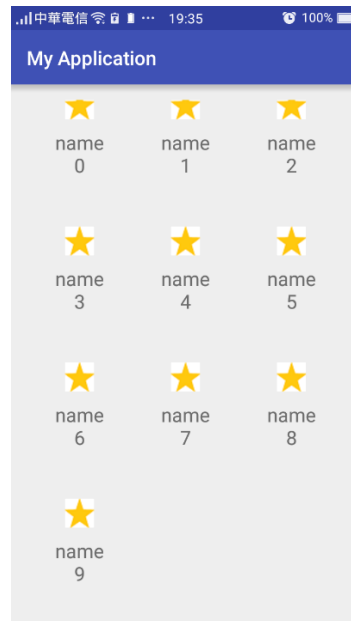 中華電信 ··· 19:35 100%
My Application
name name name
0 1 2
name name name
3 4 5
name name name
6 7 8
name
9